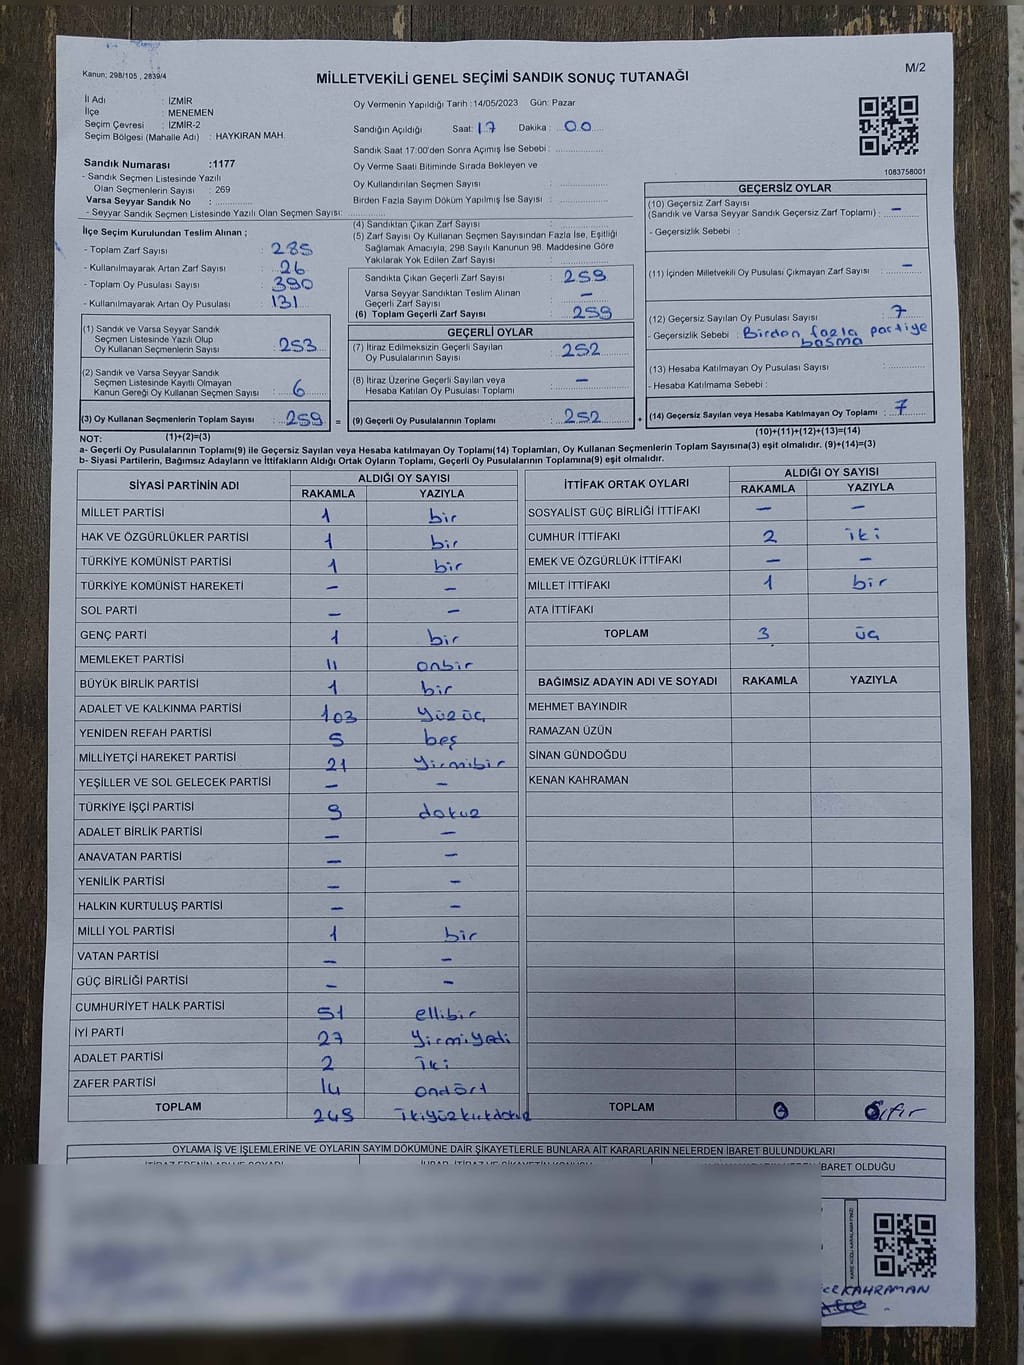 Kanun; 298/105 , 2839/4
MİLLETVEKİLİ GENEL SEÇİMİ SANDIK SONUÇ TUTANAĞI
M/2
İl Adı : İZMİR
İlçe : MENEMEN
Seçim Çevresi : İZMİR-2
Seçim Bölgesi (Mahalle Adı) : HAYKIRAN MAH.
Sandık Numarası :1177
- Sandık Seçmen Listesinde Yazılı
Olan Seçmenlerin Sayısı : 269
Varsa Seyyar Sandık No :
- Seyyar Sandık Seçmen Listesinde Yazılı Olan Seçmen Sayısı:
Oy Vermenin Yapıldığı Tarih :14/05/2023 Gün: Pazar
Sandığın Açıldığı Saat: 17 Dakika : 00
Sandık Saat 17:00'den Sonra Açımış İse Sebebi :
Oy Verme Saati Bitiminde Sırada Bekleyen ve
Oy Kullandırılan Seçmen Sayısı :
Birden Fazla Sayım Döküm Yapılmış İse Sayısı :
1083758001
İlçe Seçim Kurulundan Teslim Alınan ;
- Toplam Zarf Sayısı : 285
- Kullanılmayarak Artan Zarf Sayısı : 26
- Toplam Oy Pusulası Sayısı : 390
- Kullanılmayarak Artan Oy Pusulası : 131
(1) Sandık ve Varsa Seyyar Sandık
Seçmen Listesinde Yazılı Olup
Oy Kullanan Seçmenlerin Sayısı : 253
(2) Sandık ve Varsa Seyyar Sandık
Seçmen Listesinde Kayıtlı Olmayan
Kanun Gereği Oy Kullanan Seçmen Sayısı : 6
(3) Oy Kullanan Seçmenlerin Toplam Sayısı : 259 =
(4) Sandıktan Çıkan Zarf Sayısı :
(5) Zarf Sayısı Oy Kullanan Seçmen Sayısından Fazla İse, Eşitliği
Sağlamak Amacıyla; 298 Sayılı Kanunun 98. Maddesine Göre
Yakılarak Yok Edilen Zarf Sayısı :
Sandıkta Çıkan Geçerli Zarf Sayısı : 259
Varsa Seyyar Sandıktan Teslim Alınan
Geçerli Zarf Sayısı : –
(6) Toplam Geçerli Zarf Sayısı : 259
GEÇERLİ OYLAR
(7) İtiraz Edilmeksizin Geçerli Sayılan
Oy Pusulalarının Sayısı : 252
(8) İtiraz Üzerine Geçerli Sayılan veya
Hesaba Katılan Oy Pusulası Toplamı : –
(9) Geçerli Oy Pusulalarının Toplamı : 252 +
GEÇERSİZ OYLAR
(10) Geçersiz Zarf Sayısı
(Sandık ve Varsa Seyyar Sandık Geçersiz Zarf Toplamı) : –
- Geçersizlik Sebebi :
(11) İçinden Milletvekili Oy Pusulası Çıkmayan Zarf Sayısı : –
(12) Geçersiz Sayılan Oy Pusulası Sayısı : 7
- Geçersizlik Sebebi : Birden fazla partiye
basma
(13) Hesaba Katılmayan Oy Pusulası Sayısı :
- Hesaba Katılmama Sebebi :
(14) Geçersiz Sayılan veya Hesaba Katılmayan Oy Toplamı : 7
NOT: (1)+(2)=(3)
(10)+(11)+(12)+(13)=(14)
a- Geçerli Oy Pusulalarının Toplamı(9) ile Geçersiz Sayılan veya Hesaba katılmayan Oy Toplamı(14) Toplamları, Oy Kullanan Seçmenlerin Toplam Sayısına(3) eşit olmalıdır. (9)+(14)=(3)
b- Siyasi Partilerin, Bağımsız Adayların ve İttifakların Aldığı Ortak Oyların Toplamı, Geçerli Oy Pusulalarının Toplamına(9) eşit olmalıdır.
SİYASİ PARTİNİN ADI ALDIĞI OY SAYISI
RAKAMLA YAZIYLA
MİLLET PARTİSİ 1 bir
HAK VE ÖZGÜRLÜKLER PARTİSİ 1 bir
TÜRKİYE KOMÜNİST PARTİSİ 1 bir
TÜRKİYE KOMÜNİST HAREKETİ – –
SOL PARTİ – –
GENÇ PARTİ 1 bir
MEMLEKET PARTİSİ 11 onbir
BÜYÜK BİRLİK PARTİSİ 1 bir
ADALET VE KALKINMA PARTİSİ 103 yüzüç
YENİDEN REFAH PARTİSİ 5 beş
MİLLİYETÇİ HAREKET PARTİSİ 21 yirmibir
YEŞİLLER VE SOL GELECEK PARTİSİ – –
TÜRKİYE İŞÇİ PARTİSİ 9 dokuz
ADALET BİRLİK PARTİSİ – –
ANAVATAN PARTİSİ – –
YENİLİK PARTİSİ – –
HALKIN KURTULUŞ PARTİSİ – –
MİLLİ YOL PARTİSİ 1 bir
VATAN PARTİSİ – –
GÜÇ BİRLİĞİ PARTİSİ – –
CUMHURİYET HALK PARTİSİ 51 ellibir
İYİ PARTİ 27 yirmiyedi
ADALET PARTİSİ 2 iki
ZAFER PARTİSİ 14 ondört
TOPLAM 249 ikiyüzkırkdokuz
İTTİFAK ORTAK OYLARI ALDIĞI OY SAYISI
RAKAMLA YAZIYLA
SOSYALİST GÜÇ BİRLİĞİ İTTİFAKI – –
CUMHUR İTTİFAKI 2 iki
EMEK VE ÖZGÜRLÜK İTTİFAKI – –
MİLLET İTTİFAKI 1 bir
ATA İTTİFAKI
TOPLAM 3 üç
BAĞIMSIZ ADAYIN ADI VE SOYADI RAKAMLA YAZIYLA
MEHMET BAYINDIR
RAMAZAN ÜZÜN
SİNAN GÜNDOĞDU
KENAN KAHRAMAN
TOPLAM 0 Sıfır
OYLAMA İŞ VE İŞLEMLERİNE VE OYLARIN SAYIM DÖKÜMÜNE DAİR ŞİKAYETLERLE BUNLARA AİT KARARLARIN NELERDEN İBARET BULUNDUKLARI
İBARET OLDUĞU
KARE KODU KARALAMAYINIZ!
KAHRAMAN